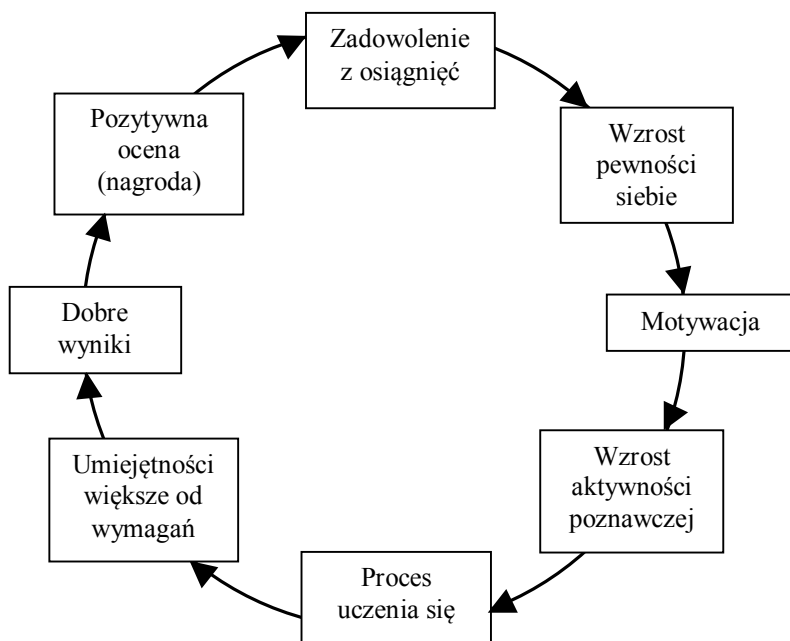 Zadowolenie
z osiągnięć
Wzrost
pewności
siebie
Motywacja
Wzrost
aktywności
poznawczej
Proces
uczenia się
Umiejętności
większe od
wymagań
Dobre
wyniki
Pozytywna
ocena
(nagroda)